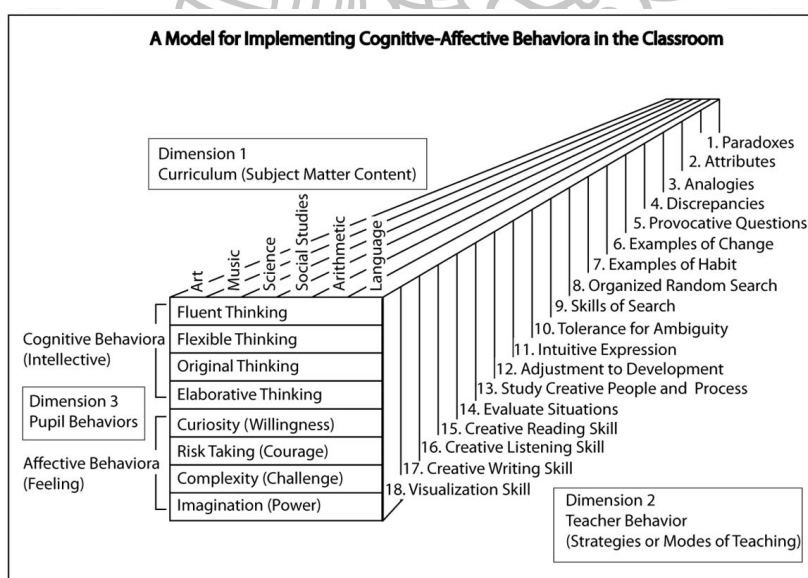 A Model for Implementing Cognitive-Affective Behaviora in the Classroom
Dimension 1
Curriculum (Subject Matter Content)
Art
Music
Science
Social Studies
Arithmetic
Language
1. Paradoxes
2. Attributes
3. Analogies
4. Discrepancies
5. Provocative Questions
6. Examples of Change
7. Examples of Habit
8. Organized Random Search
9. Skills of Search
10. Tolerance for Ambiguity
11. Intuitive Expression
12. Adjustment to Development
13. Study Creative People and Process
14. Evaluate Situations
15. Creative Reading Skill
16. Creative Listening Skill
17. Creative Writing Skill
18. Visualization Skill
Cognitive Behaviora
(Intellective)
Dimension 3
Pupil Behaviors
Affective Behaviora
(Feeling)
Fluent Thinking
Flexible Thinking
Original Thinking
Elaborative Thinking
Curiosity (Willingness)
Risk Taking (Courage)
Complexity (Challenge)
Imagination (Power)
Dimension 2
Teacher Behavior
(Strategies or Modes of Teaching)